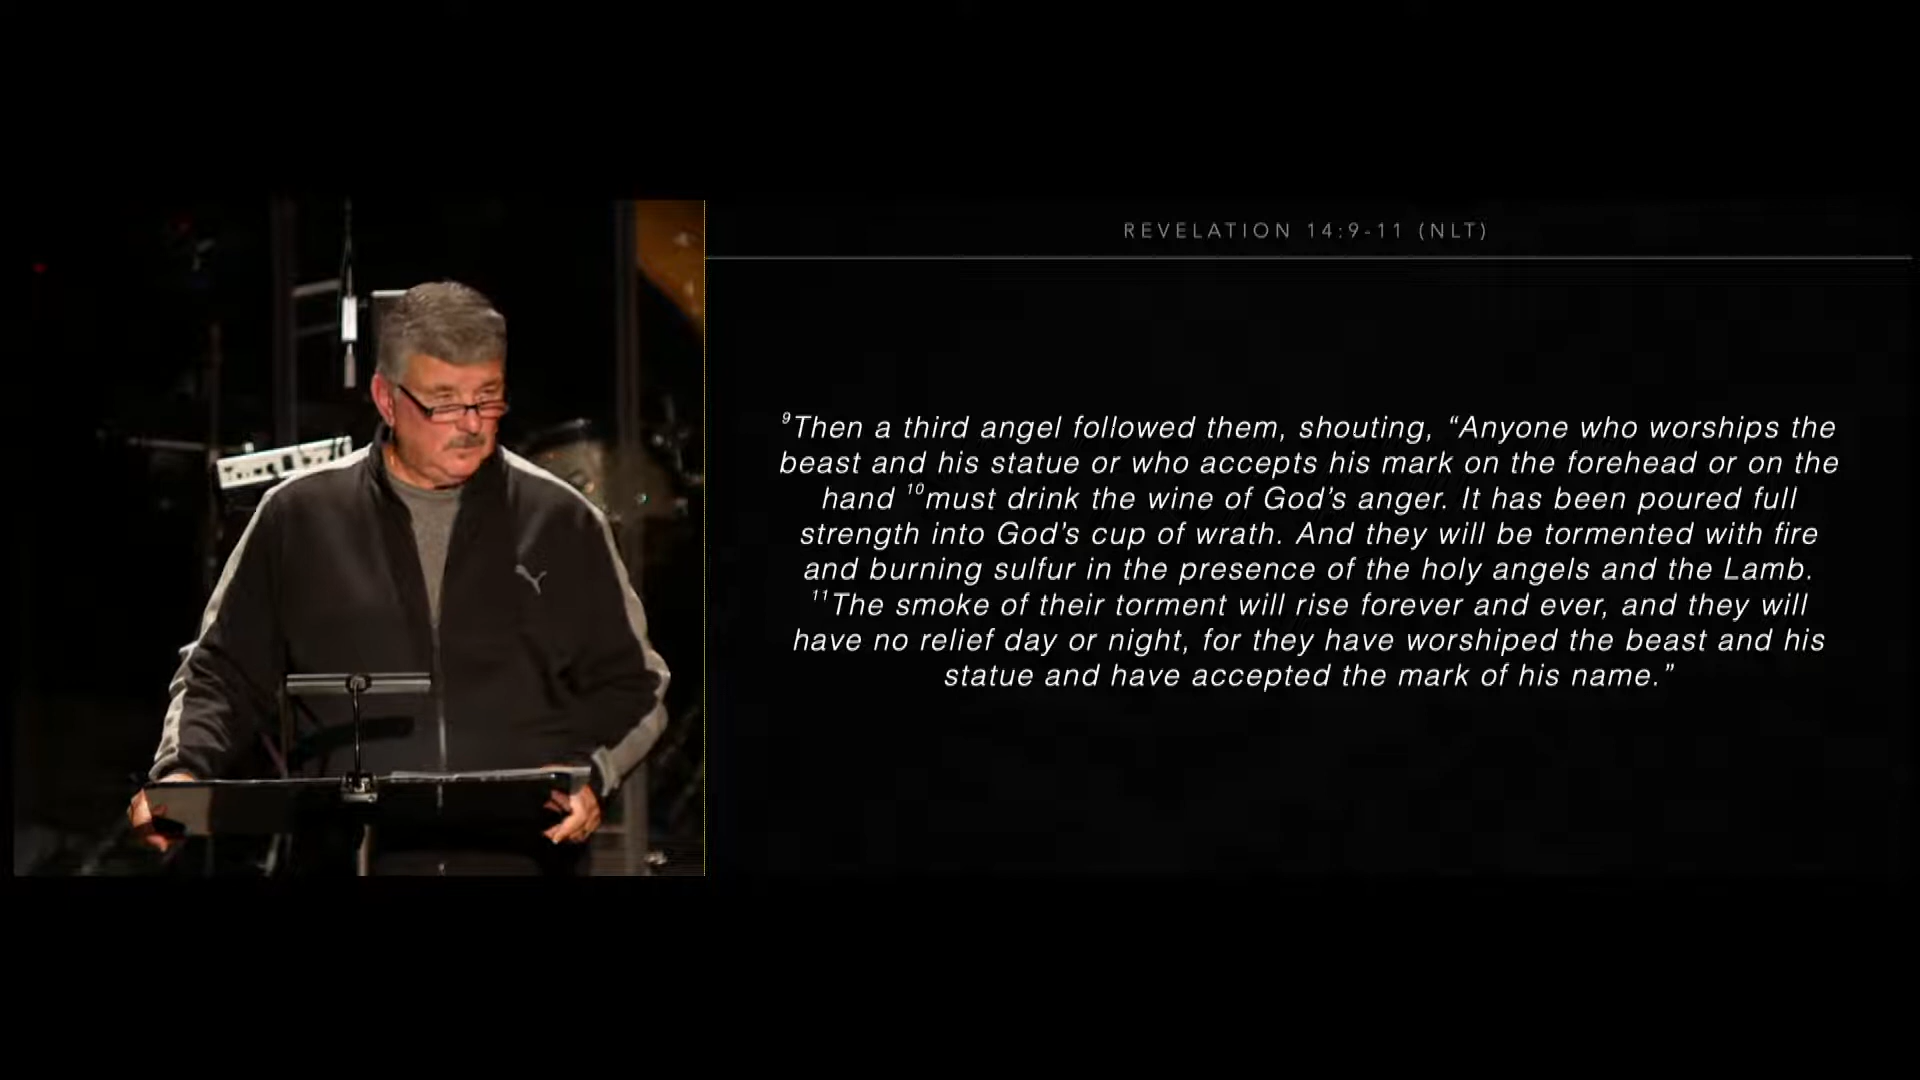 REVELATION 14:9-11 (NLT)
⁹Then a third angel followed them, shouting, “Anyone who worships the
beast and his statue or who accepts his mark on the forehead or on the
hand ¹⁰must drink the wine of God’s anger. It has been poured full
strength into God’s cup of wrath. And they will be tormented with fire
and burning sulfur in the presence of the holy angels and the Lamb.
¹¹The smoke of their torment will rise forever and ever, and they will
have no relief day or night, for they have worshiped the beast and his
statue and have accepted the mark of his name.”